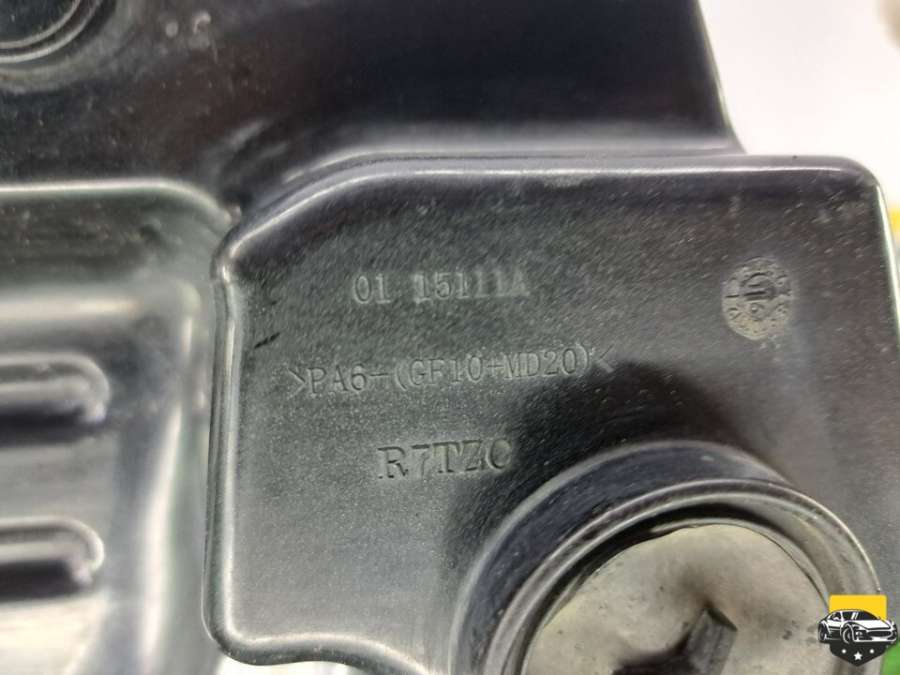 01 15111A
>PA6-(GF10+MD20)<
R7TZC